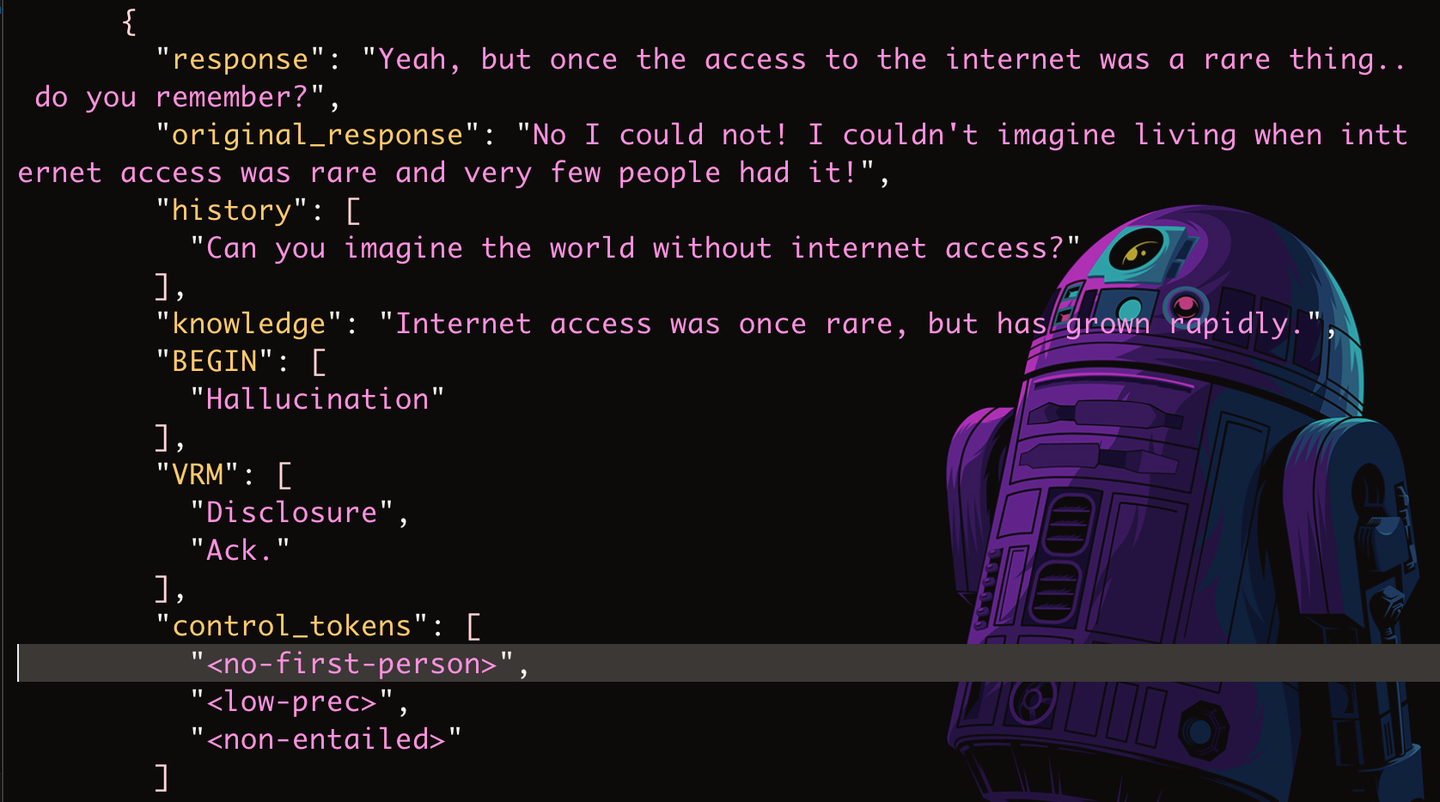 {
"response": "Yeah, but once the access to the internet was a rare thing..
do you remember?",
"original_response": "No I could not! I couldn't imagine living when intt
ernet access was rare and very few people had it!",
"history": [
"Can you imagine the world without internet access?"
],
"knowledge": "Internet access was once rare, but has grown rapidly.",
"BEGIN": [
"Hallucination"
],
"VRM": [
"Disclosure",
"Ack."
],
"control_tokens": [
"<no-first-person>",
"<low-prec>",
"<non-entailed>"
]